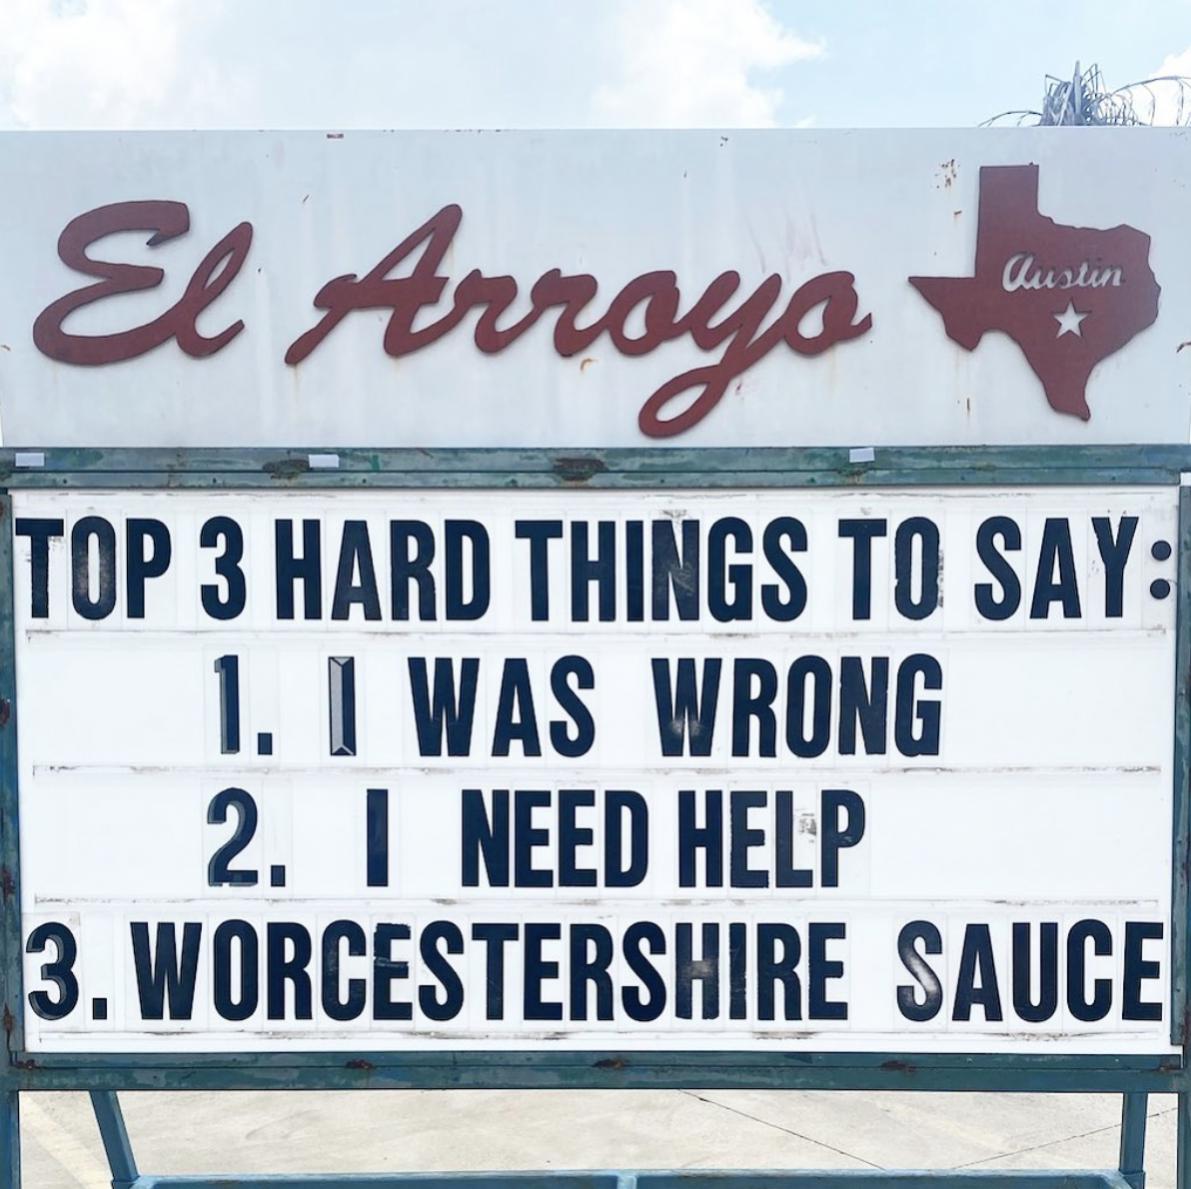 El Arroyo
Austin
TOP 3 HARD THINGS TO SAY:
1. I WAS WRONG
2. I NEED HELP
3. WORCESTERSHIRE SAUCE